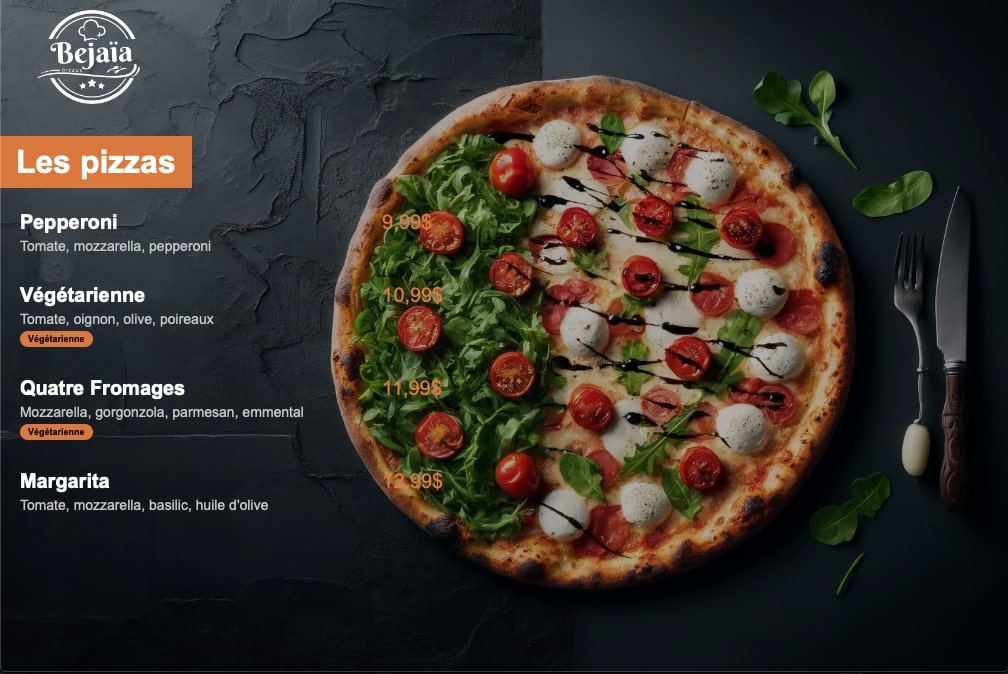 Bejaïa
Les pizzas
Pepperoni 9,99$
Tomate, mozzarella, pepperoni
Végétarienne 10,99$
Tomate, oignon, olive, poireaux
Végétarienne
Quatre Fromages 11,99$
Mozzarella, gorgonzola, parmesan, emmental
Végétarienne
Margarita 12,99$
Tomate, mozzarella, basilic, huile d'olive